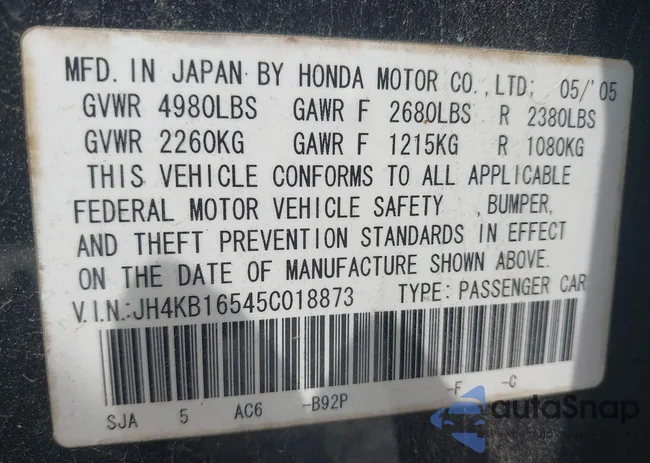 MFD. IN JAPAN BY HONDA MOTOR CO.,LTD; 05/'05
GVWR 4980LBS GAWR F 2680LBS R 2380LBS
GVWR 2260KG GAWR F 1215KG R 1080KG
THIS VEHICLE CONFORMS TO ALL APPLICABLE
FEDERAL MOTOR VEHICLE SAFETY ,BUMPER,
AND THEFT PREVENTION STANDARDS IN EFFECT
ON THE DATE OF MANUFACTURE SHOWN ABOVE.
V.I.N.:JH4KB16545C018873 TYPE: PASSENGER CAR
SJA 5 AC6 -B92P -F -C
autaSnap